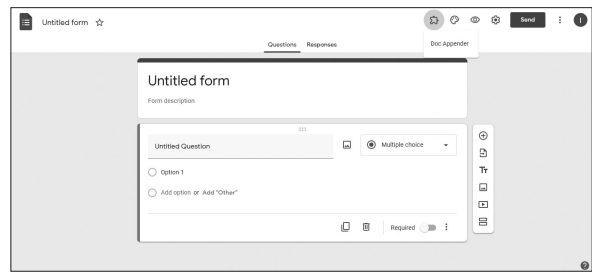 Untitled form
Send
I
Doc Appender
Questions Responses
Untitled form
Form description
Untitled Question
Multiple choice
Option 1
Add option or Add "Other"
Required
Tт
?